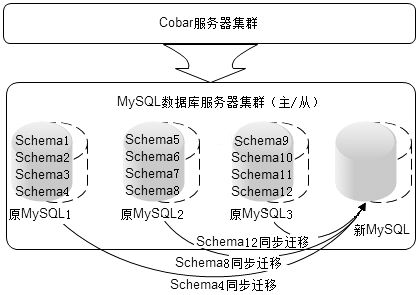 Cobar服务器集群
MySQL数据库服务器集群（主/从）
Schema1
Schema2
Schema3
Schema4
Schema5
Schema6
Schema7
Schema8
Schema9
Schema10
Schema11
Schema12
原MySQL1
原MySQL2
原MySQL3
新MySQL
Schema12同步迁移
Schema8同步迁移
Schema4同步迁移